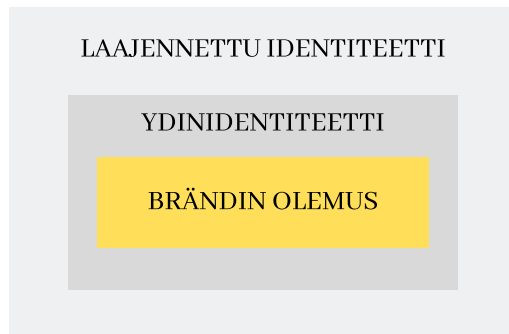 LAAJENNETTU IDENTITEETTI
YDINIDENTITEETTI
BRÄNDIN OLEMUS